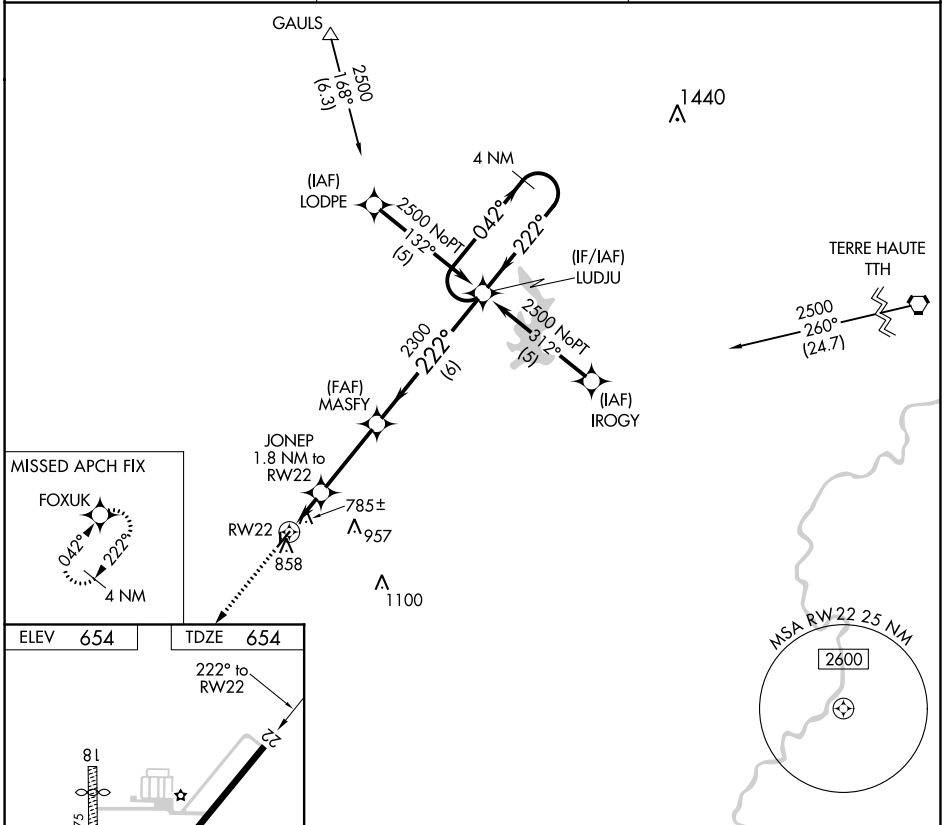 GAULS
2500
168°
(6.3)
1440
4 NM
(IAF)
LODPE
2500 NoPT
132°
(5)
042°
222°
(IF/IAF)
LUDJU
TERRE HAUTE
TTH
2500
260°
(24.7)
2500 NoPT
312°
(5)
2300
222°
(6)
(IAF)
IROGY
(FAF)
MASFY
JONEP
1.8 NM to
RW22
785±
957
RW22
858
1100
MISSED APCH FIX
FOXUK
042°
222°
4 NM
ELEV 654
TDZE 654
222° to
RW22
22
18
75
MSA RW22 25 NM
2600